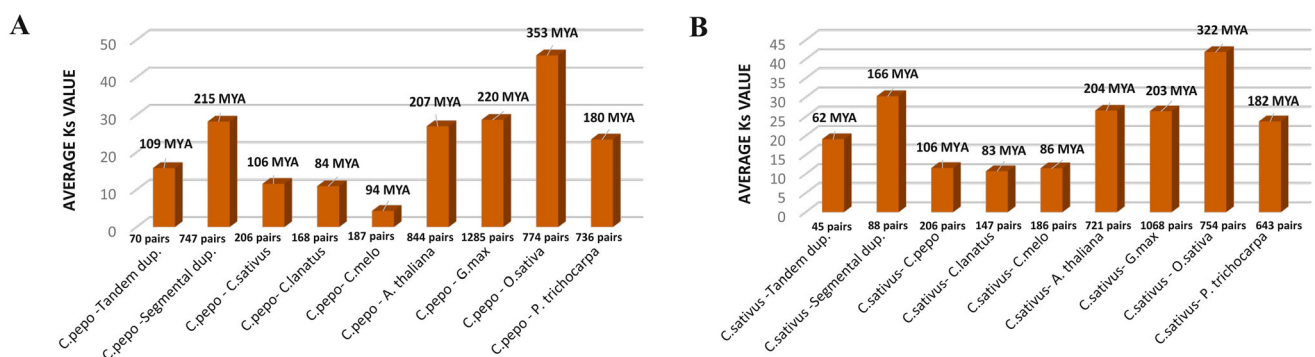 A
AVERAGE Ks VALUE
50
40
30
20
10
0
109 MYA
215 MYA
106 MYA
84 MYA
94 MYA
207 MYA
220 MYA
353 MYA
180 MYA
70 pairs
747 pairs
206 pairs
168 pairs
187 pairs
844 pairs
1285 pairs
774 pairs
736 pairs
C.pepo -Tandem dup.
C.pepo -Segmental dup.
C.pepo - C.sativus
C.pepo- C.lanatus
C.pepo- C.melo
C.pepo - A. thaliana
C.pepo - G.max
C.pepo - O.sativa
C.pepo - P. trichocarpa
B
AVERAGE Ks VALUE
45
40
35
30
25
20
15
10
5
0
62 MYA
166 MYA
106 MYA
83 MYA
86 MYA
204 MYA
203 MYA
322 MYA
182 MYA
45 pairs
88 pairs
206 pairs
147 pairs
186 pairs
721 pairs
1068 pairs
754 pairs
643 pairs
C.sativus -Tandem dup.
C.sativus -Segmental dup.
C.sativus- C.pepo
C.sativus- C.lanatus
C.sativus- C.melo
C.sativus- A. thaliana
C.sativus- G.max
C.sativus - O.sativa
C.sativus- P. trichocarpa